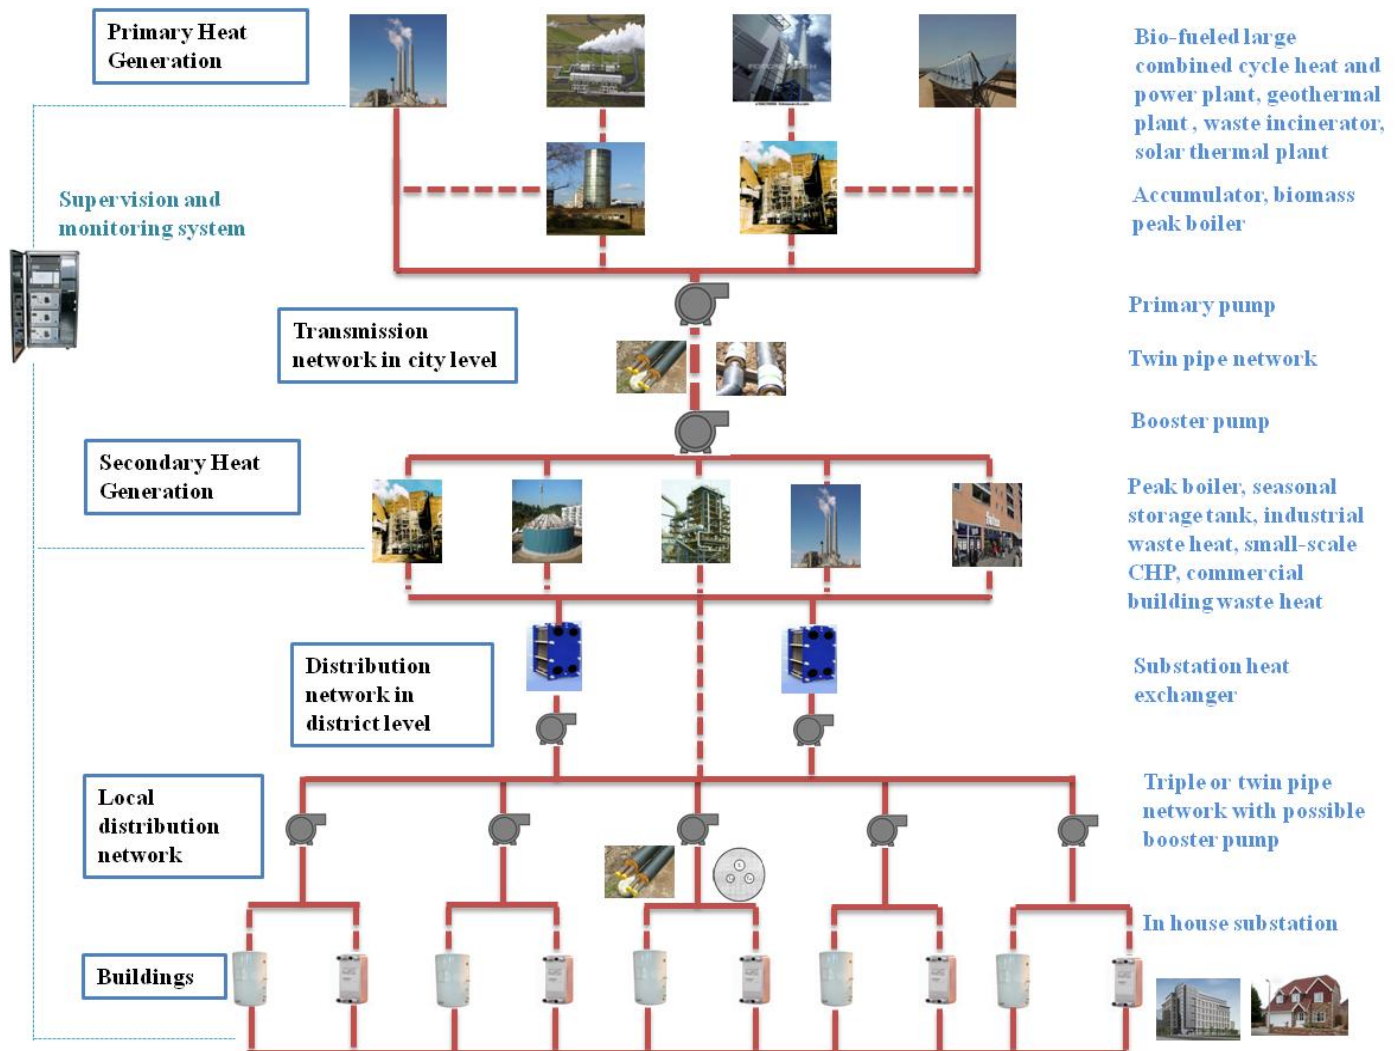 Primary Heat
Generation
Bio-fueled large
combined cycle heat and
power plant, geothermal
plant , waste incinerator,
solar thermal plant
Supervision and
monitoring system
Accumulator, biomass
peak boiler
Transmission
network in city level
Primary pump
Twin pipe network
Booster pump
Secondary Heat
Generation
Peak boiler, seasonal
storage tank, industrial
waste heat, small-scale
CHP, commercial
building waste heat
Distribution
network in
district level
Substation heat
exchanger
Local
distribution
network
Triple or twin pipe
network with possible
booster pump
In house substation
Buildings